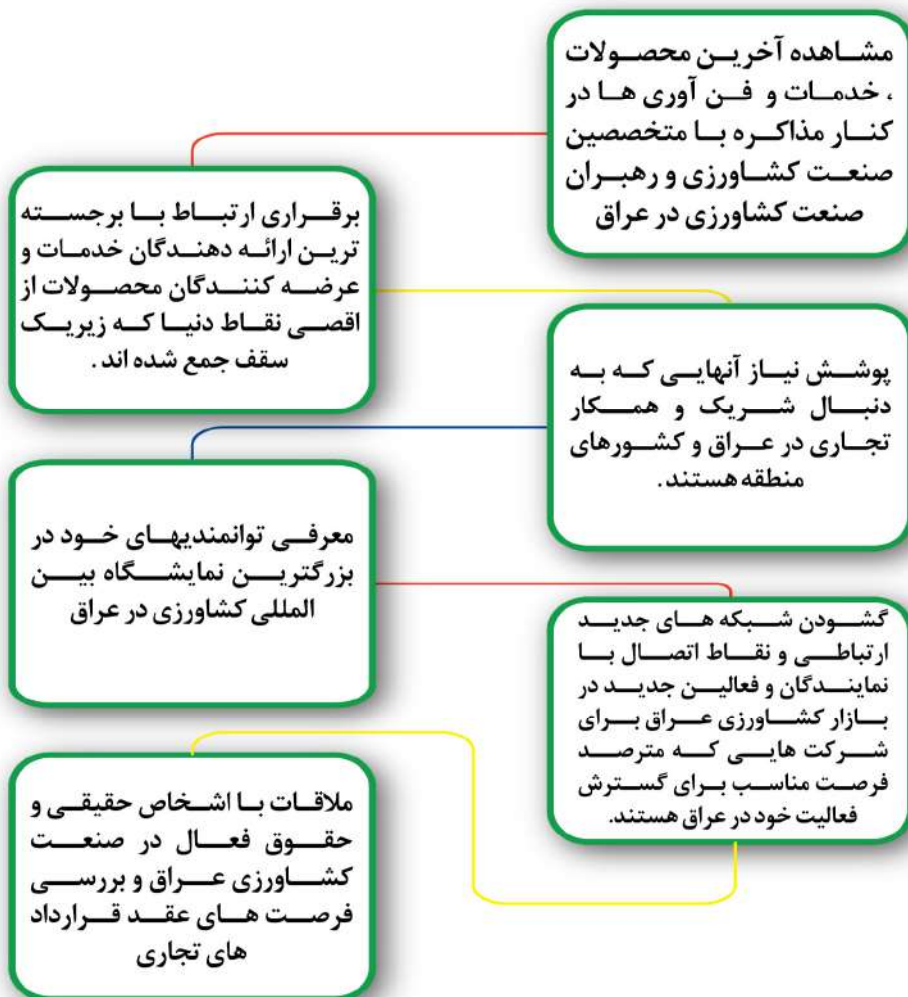 مشاهده آخرین محصولات
، خدمات و فن آوری ها در
کنار مذاکره با متخصصین
صنعت کشاورزی و رهبران
صنعت کشاورزی در عراق
برقراری ارتباط با برجسته
ترین ارائه دهندگان خدمات و
عرضه کنندگان محصولات از
اقصی نقاط دنیا که زیریک
سقف جمع شده اند.
پوشش نیاز آنهایی که به
دنبال شریک و همکار
تجاری در عراق و کشورهای
منطقه هستند.
معرفی توانمندیهای خود در
بزرگترین نمایشگاه بین
المللی کشاورزی در عراق
گشودن شبکه های جدید
ارتباطی و نقاط اتصال با
نمایندگان و فعالین جدید در
بازار کشاورزی عراق برای
شرکت هایی که مترصد
فرصت مناسب برای گسترش
فعالیت خود در عراق هستند.
ملاقات با اشخاص حقیقی و
حقوق فعال در صنعت
کشاورزی عراق و بررسی
فرصت های عقد قرارداد
های تجاری